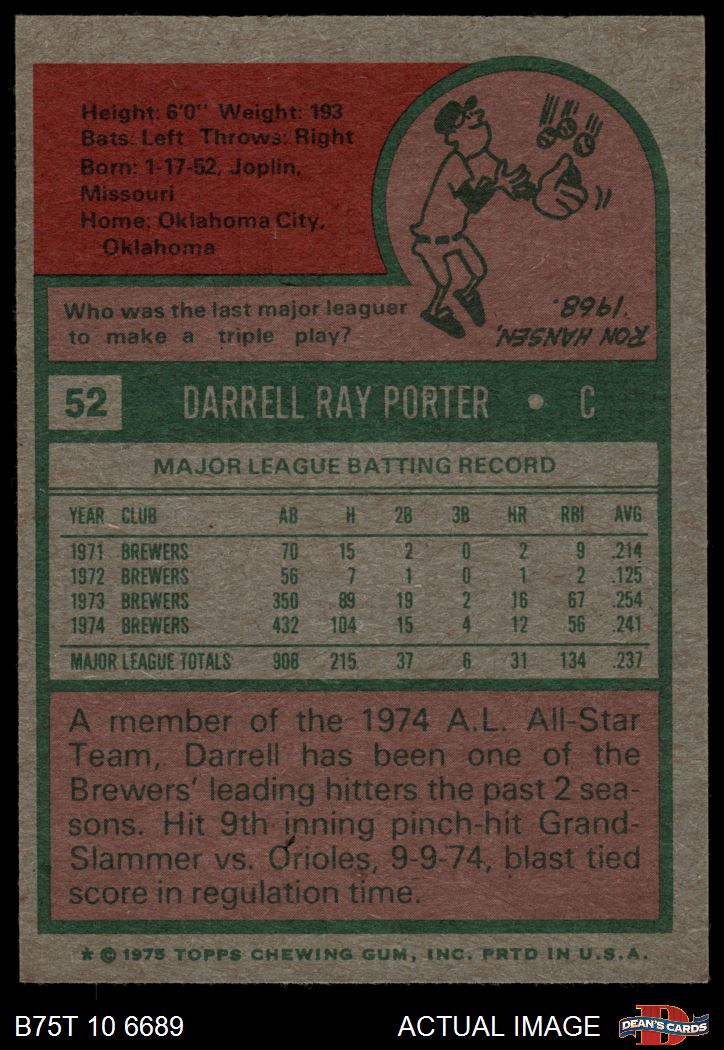 Height: 6'0" Weight: 193
Bats: Left Throws: Right
Born: 1-17-52, Joplin,
Missouri
Home: Oklahoma City,
Oklahoma
Who was the last major leaguer
to make a triple play?
RON HANSEN,
1968.
52 DARRELL RAY PORTER • C
MAJOR LEAGUE BATTING RECORD
YEAR CLUB AB H 2B 3B HR RBI AVG
1971 BREWERS 70 15 2 0 2 9 .214
1972 BREWERS 56 7 1 0 1 2 .125
1973 BREWERS 350 89 19 2 16 67 .254
1974 BREWERS 432 104 15 4 12 56 .241
MAJOR LEAGUE TOTALS 908 215 37 6 31 134 .237
A member of the 1974 A.L. All-Star
Team, Darrell has been one of the
Brewers' leading hitters the past 2 sea-
sons. Hit 9th inning pinch-hit Grand-
Slammer vs. Orioles, 9-9-74, blast tied
score in regulation time.
* © 1975 TOPPS CHEWING GUM, INC. PRTD IN U.S.A.
B75T 10 6689 ACTUAL IMAGE D DEAN'S CARDS